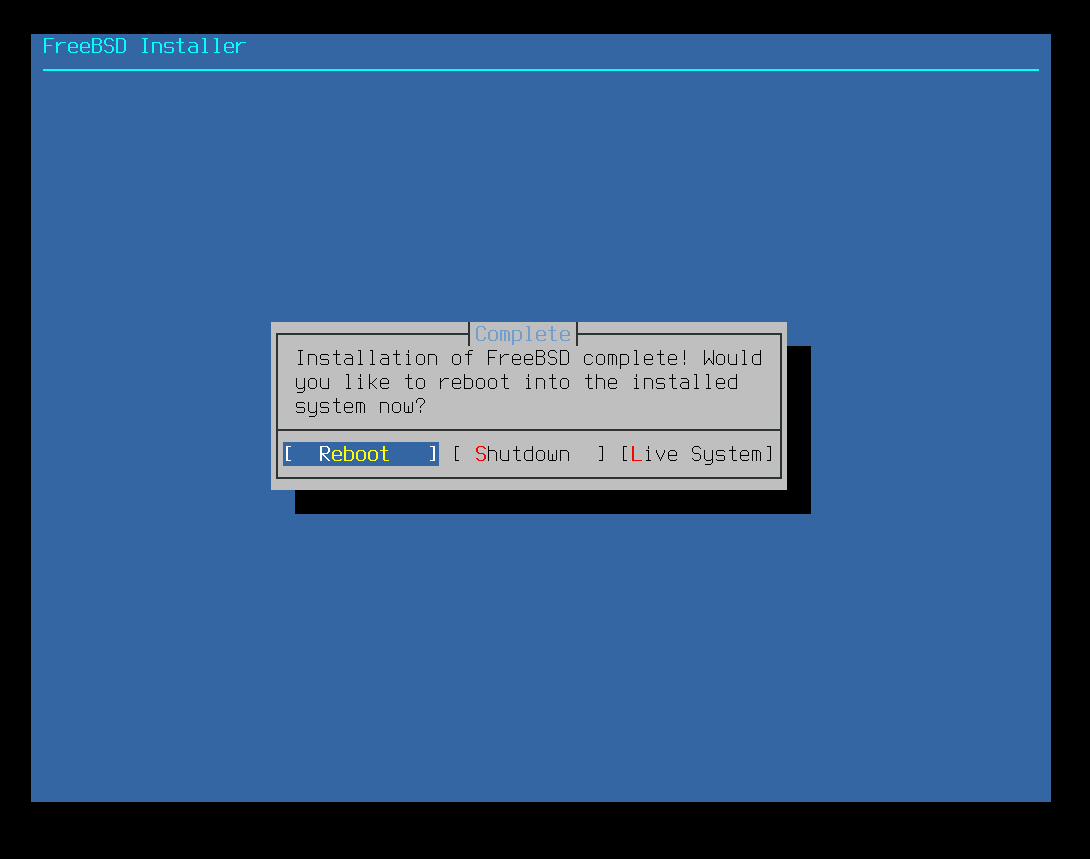 FreeBSD Installer
Complete
Installation of FreeBSD complete! Would
you like to reboot into the installed
system now?
[  Reboot   ] [ Shutdown  ] [Live System]